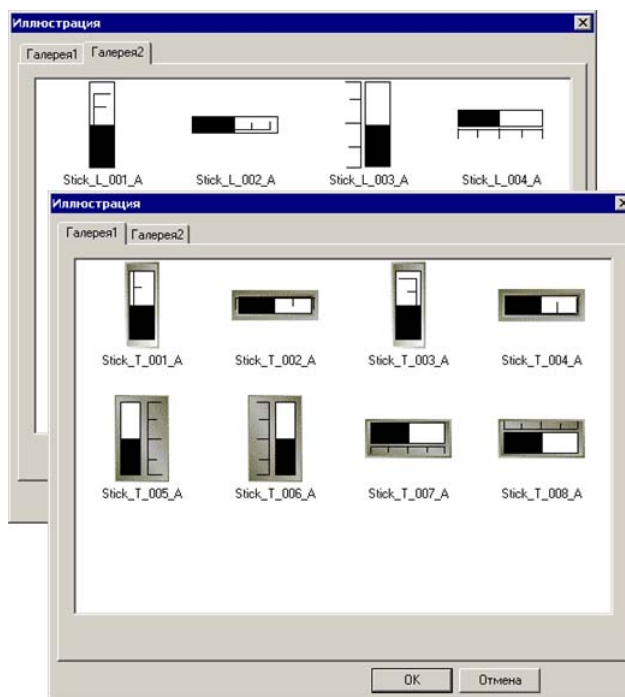 Иллюстрация
Галерея1 Галерея2
Stick_L_001_A Stick_L_002_A Stick_L_003_A Stick_L_004_A
Иллюстрация
Галерея1 Галерея2
Stick_T_001_A Stick_T_002_A Stick_T_003_A Stick_T_004_A
Stick_T_005_A Stick_T_006_A Stick_T_007_A Stick_T_008_A
OK Отмена